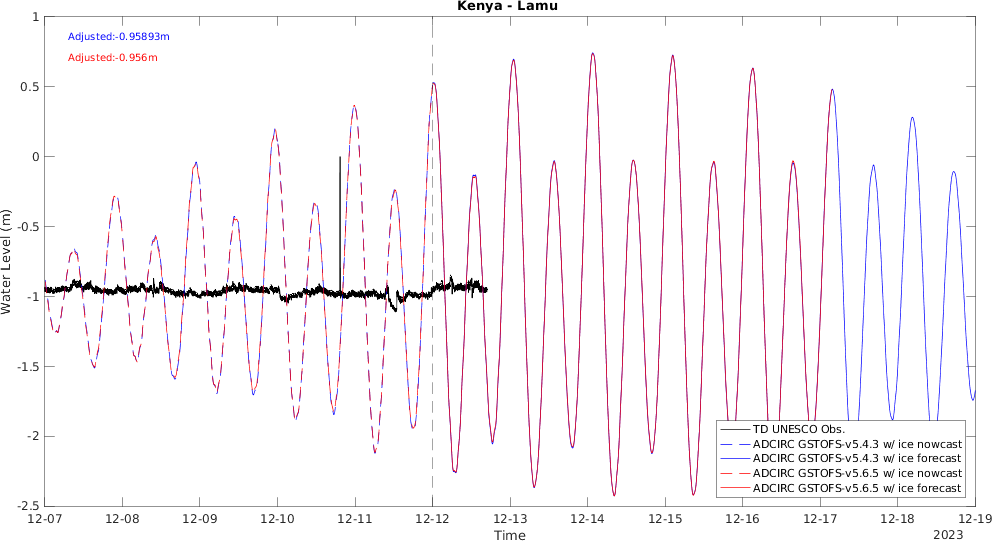 Kenya - Lamu
Adjusted:-0.95893m
Adjusted:-0.956m
Water Level (m)
1
0.5
0
-0.5
-1
-1.5
-2
-2.5
TD UNESCO Obs.
ADCIRC GSTOFS-v5.4.3 w/ ice nowcast
ADCIRC GSTOFS-v5.4.3 w/ ice forecast
ADCIRC GSTOFS-v5.6.5 w/ ice nowcast
ADCIRC GSTOFS-v5.6.5 w/ ice forecast
12-07 12-08 12-09 12-10 12-11 12-12 12-13 12-14 12-15 12-16 12-17 12-18 12-19
Time
2023